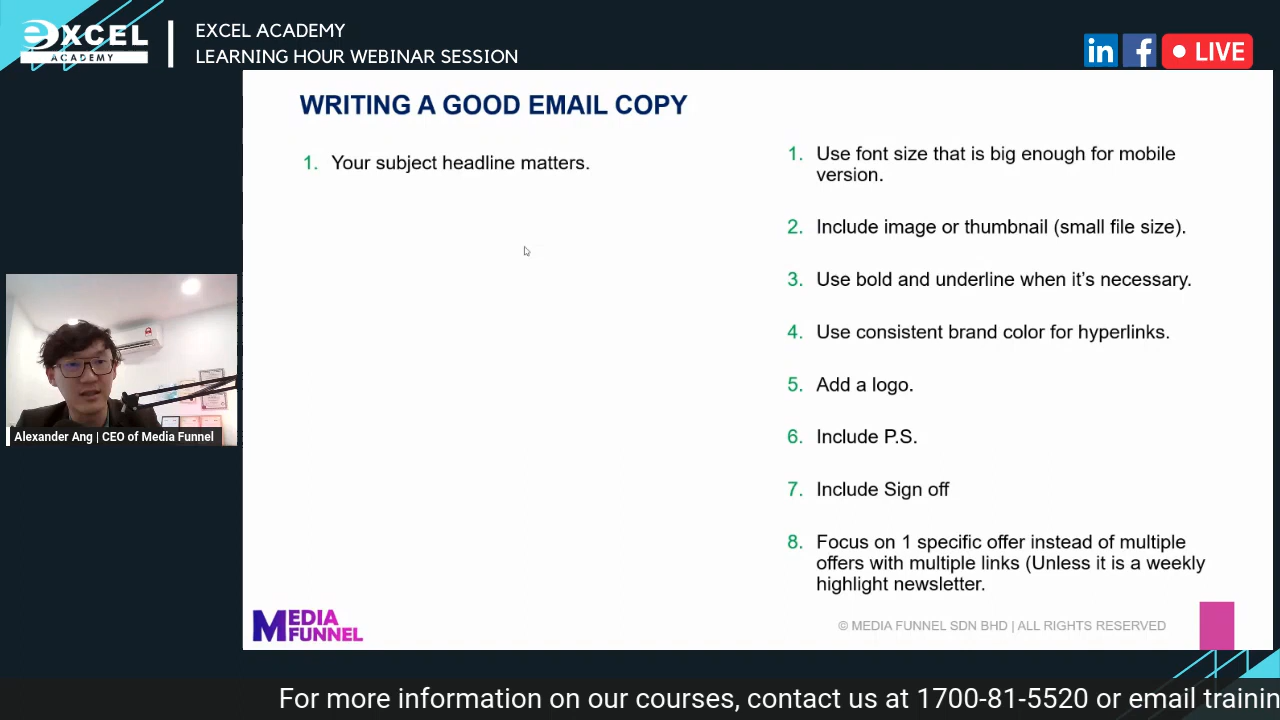 eXCEL
ACADEMY
EXCEL ACADEMY
LEARNING HOUR WEBINAR SESSION
in f LIVE
WRITING A GOOD EMAIL COPY
1. Your subject headline matters.
1. Use font size that is big enough for mobile
version.
2. Include image or thumbnail (small file size).
3. Use bold and underline when it's necessary.
4. Use consistent brand color for hyperlinks.
5. Add a logo.
6. Include P.S.
7. Include Sign off
8. Focus on 1 specific offer instead of multiple
offers with multiple links (Unless it is a weekly
highlight newsletter.
Alexander Ang | CEO of Media Funnel
MEDIA
FUNNEL
© MEDIA FUNNEL SDN BHD | ALL RIGHTS RESERVED
For more information on our courses, contact us at 1700-81-5520 or email trainin